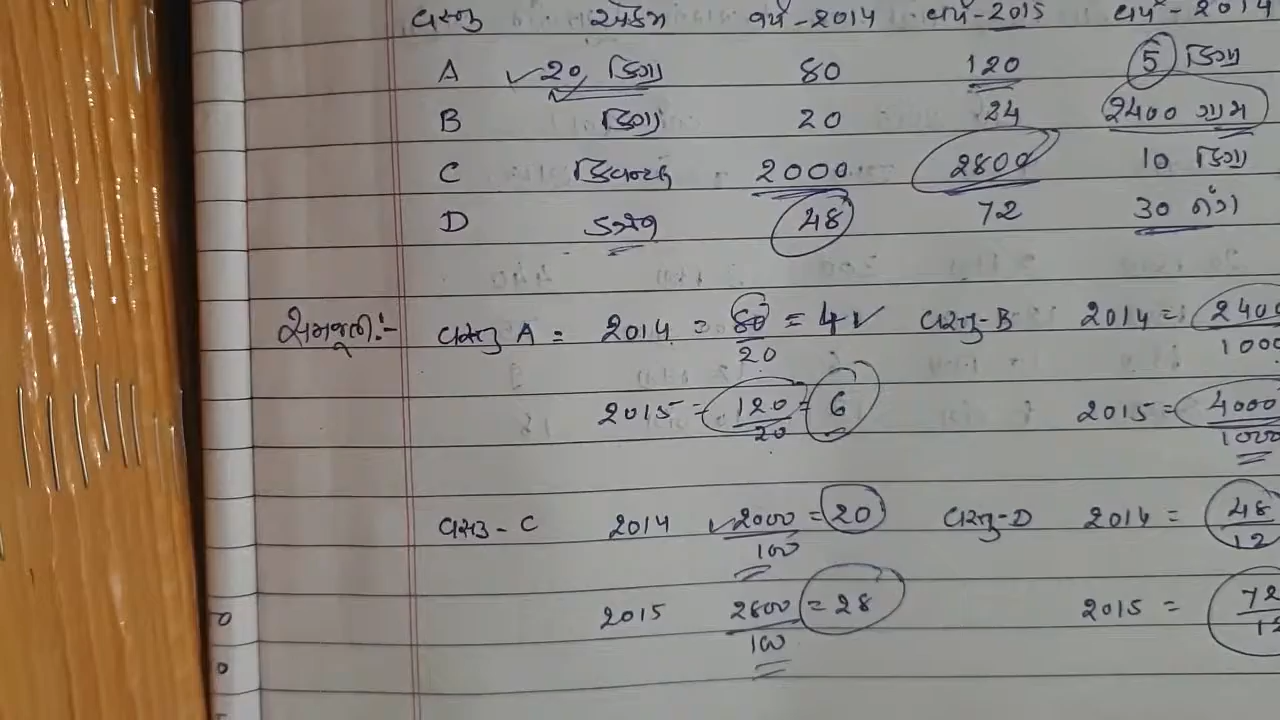 વસ્તુ એકમ વર્ષ-2014 વર્ષ-2015 વર્ષ-2014
A 20 કિગ્રા 80 120 5 કિગ્રા
B કિગ્રા 20 24 2400 ગ્રામ
C ક્વિન્ટલ 2000 2800 10 કિગ્રા
D ડઝન 48 72 30 નંગ
સમજૂતી:- વસ્તુ A = 2014 = 80/20 = 4 વસ્તુ-B 2014 = 2400/1000
2015 = 120/20 = 6 2015 = 4000/1000
વસ્તુ-C 2014 2000/100 = 20 વસ્તુ-D 2014 = 48/12
2015 2800/100 = 28 2015 = 72